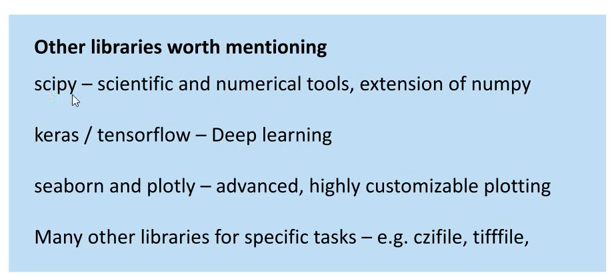 Other libraries worth mentioning
scipy – scientific and numerical tools, extension of numpy
keras / tensorflow – Deep learning
seaborn and plotly – advanced, highly customizable plotting
Many other libraries for specific tasks – e.g. czifile, tifffile,